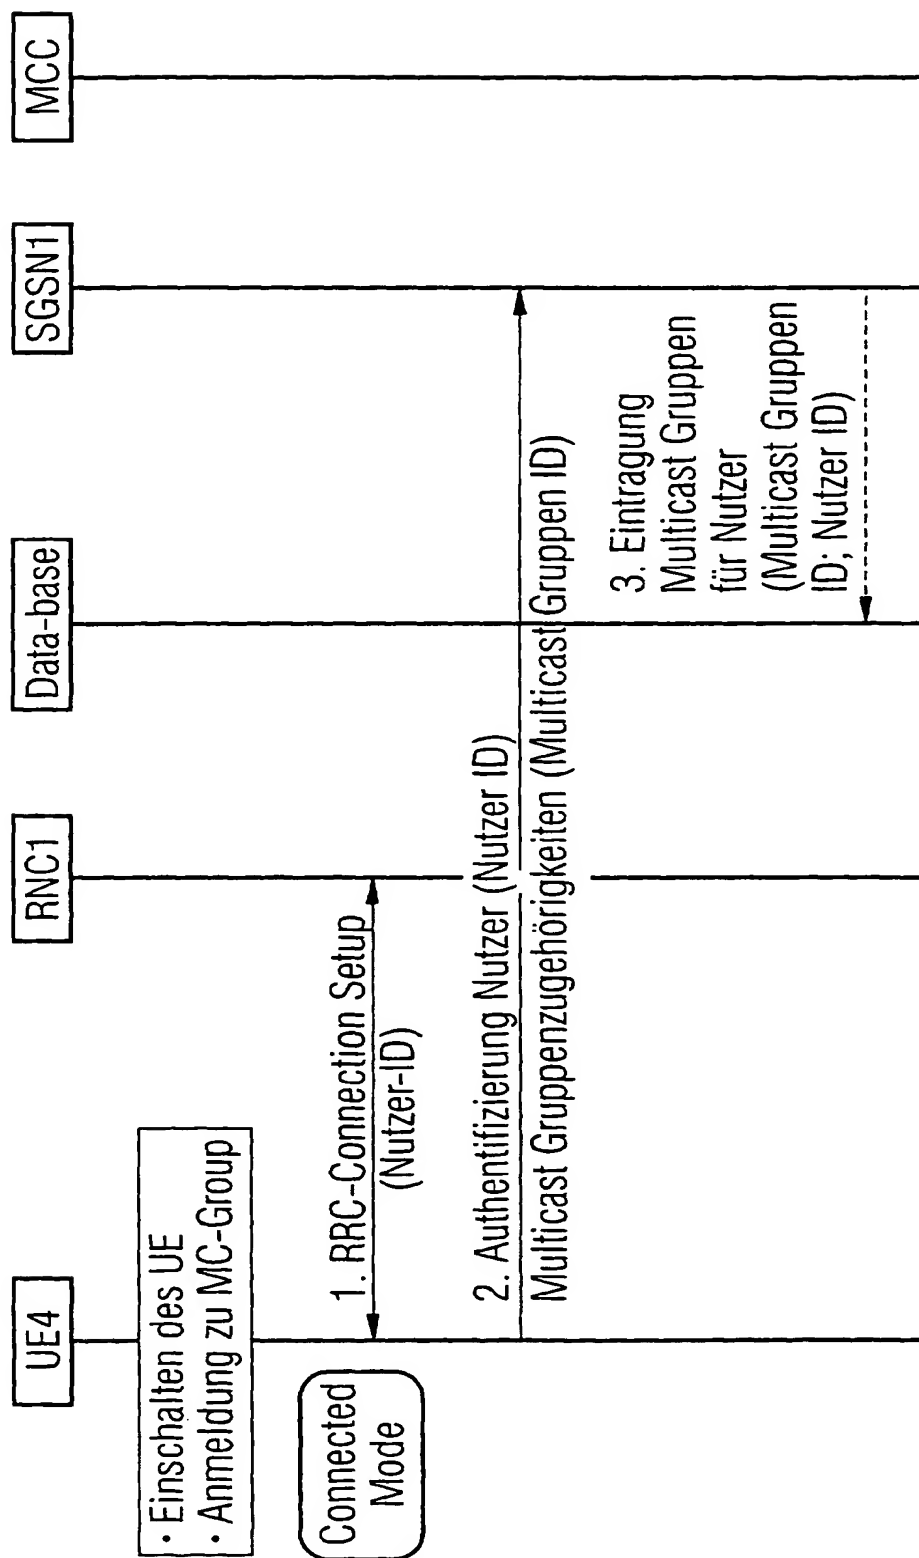 UE4
RNC1
Data-base
SGSN1
MCC
· Einschalten des UE
· Anmeldung zu MC-Group
Connected
Mode
1. RRC-Connection Setup
(Nutzer-ID)
2. Authentifizierung Nutzer (Nutzer ID)
Multicast Gruppenzugehörigkeiten (Multicast Gruppen ID)
3. Eintragung
Multicast Gruppen
für Nutzer
(Multicast Gruppen
ID; Nutzer ID)